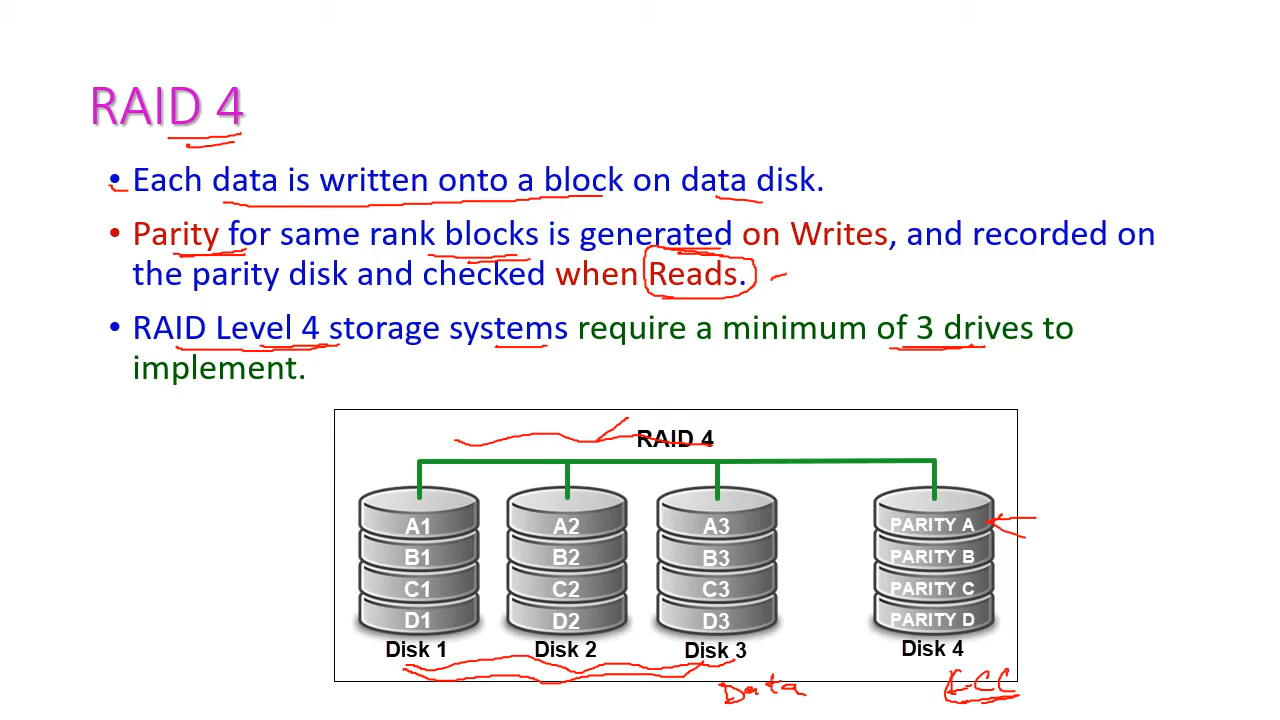 RAID 4
• Each data is written onto a block on data disk.
• Parity for same rank blocks is generated on Writes, and recorded on
the parity disk and checked when Reads.
• RAID Level 4 storage systems require a minimum of 3 drives to
implement.
RAID 4
A1 A2 A3 PARITY A
B1 B2 B3 PARITY B
C1 C2 C3 PARITY C
D1 D2 D3 PARITY D
Disk 1 Disk 2 Disk 3 Disk 4
Data ECC